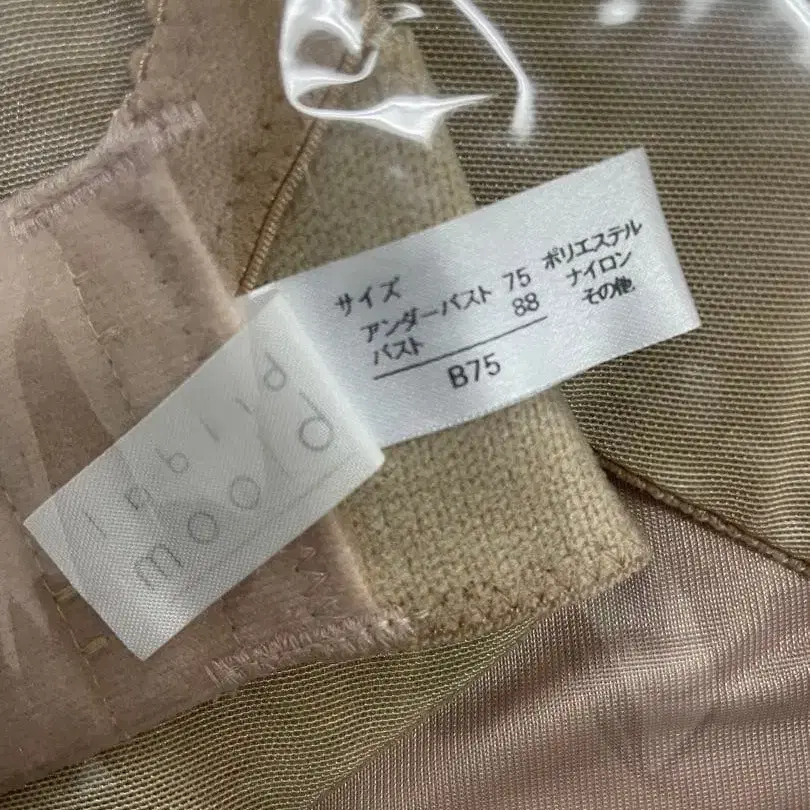 サイズ
アンダーバスト 75
バスト 88
B75
ポリエステル
ナイロン
その他